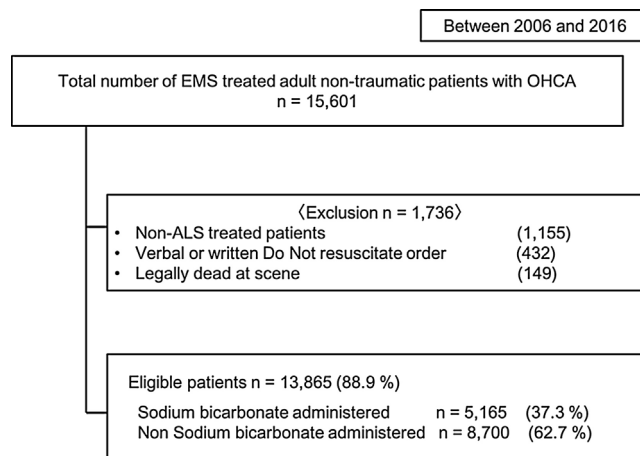 Between 2006 and 2016
Total number of EMS treated adult non-traumatic patients with OHCA
n = 15,601
〈Exclusion n = 1,736〉
• Non-ALS treated patients (1,155)
• Verbal or written Do Not resuscitate order (432)
• Legally dead at scene (149)
Eligible patients n = 13,865 (88.9 %)
Sodium bicarbonate administered n = 5,165 (37.3 %)
Non Sodium bicarbonate administered n = 8,700 (62.7 %)